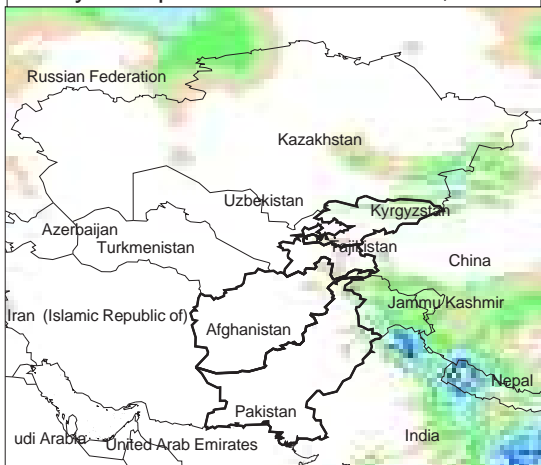 Russian Federation
Kazakhstan
Uzbekistan
Kyrgyzstan
Azerbaijan
Turkmenistan
Tajikistan
China
Jammu Kashmir
Iran (Islamic Republic of)
Afghanistan
Nepal
Pakistan
udi Arabia
United Arab Emirates
India